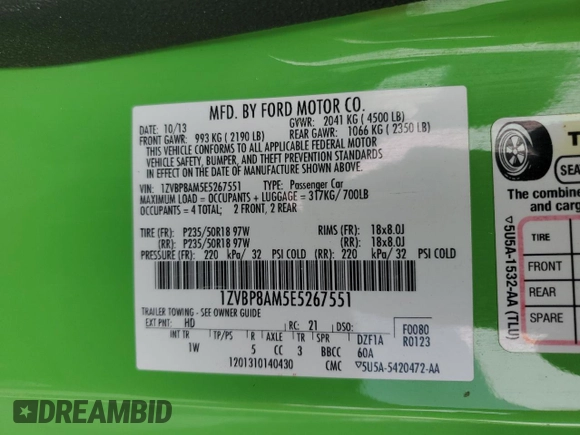 MFD. BY FORD MOTOR CO.
DATE: 10/13 GVWR: 2041 KG ( 4500 LB)
FRONT GAWR: 993 KG ( 2190 LB) REAR GAWR: 1066 KG ( 2350 LB)
THIS VEHICLE CONFORMS TO ALL APPLICABLE FEDERAL MOTOR
VEHICLE SAFETY, BUMPER, AND THEFT PREVENTION STANDARDS
IN EFFECT ON THE DATE OF MANUFACTURE SHOWN ABOVE.
VIN: 1ZVBP8AM5E5267551 TYPE: Passenger Car
MAXIMUM LOAD = OCCUPANTS + LUGGAGE = 317KG/ 700LB
OCCUPANTS = 4 TOTAL; 2 FRONT, 2 REAR
TIRE (FR): P235/50R18 97W RIMS (FR): 18x8.0J
(RR): P235/50R18 97W (RR): 18x8.0J
PRESSURE (FR): 220 kPa/ 32 PSI COLD (RR): 220 kPa/ 32 PSI COLD
1ZVBP8AM5E5267551
TRAILER TOWING - SEE OWNER GUIDE
EXT PNT: HD RC: 21 DSO: F0080
WB INT TR TP/PS R AXLE TR SPR DZF1A R0123
1W 5 CC 3 BBCC 60A
1201310140430 CMC ▽5U5A-5420472-AA
SEA
The combine
and carg
TIRE
FRONT
REAR
SPARE
▽5U5A-1532-AA (TLU)
DREAMBID
DREAMBID.COM